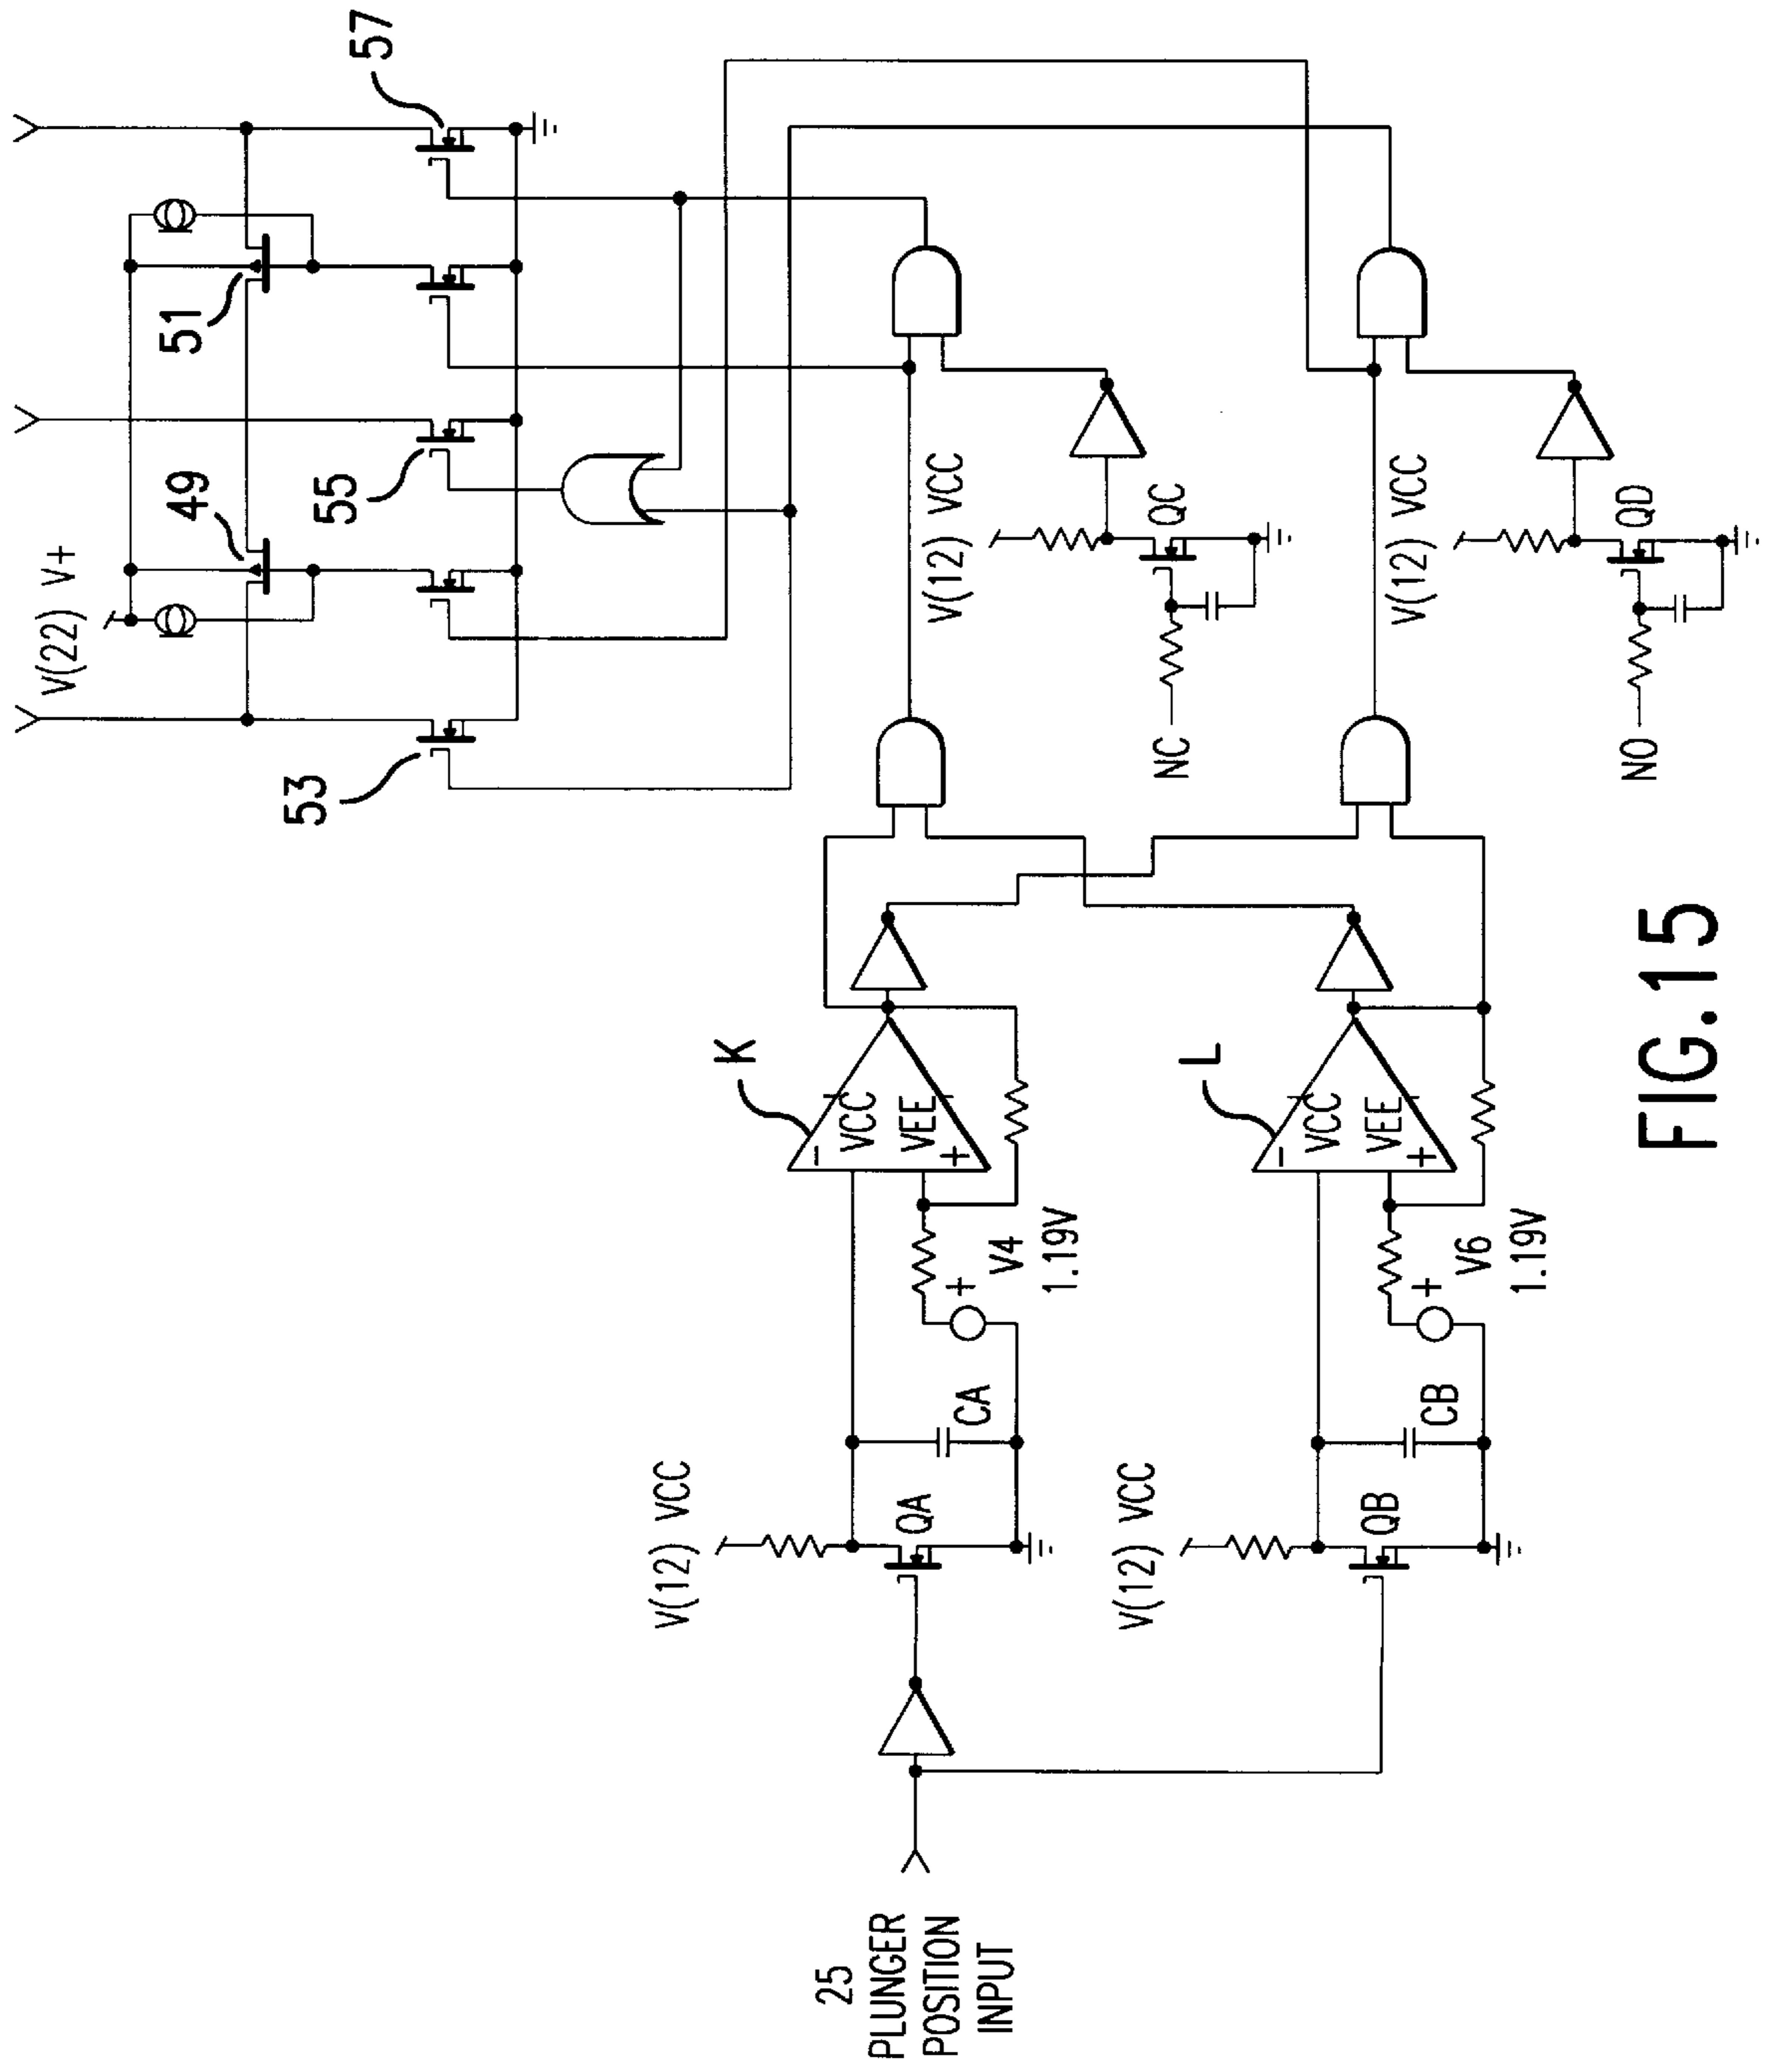 57
51
V(22) V+
49
55
53
V(12) VCC
QC
NC
V(12) VCC
QD
NO
K
VCC
VEE
-
+
L
VCC
VEE
-
+
V4
1.19V
+
V6
1.19V
+
CA
CB
V(12) VCC
QA
V(12) VCC
QB
25
PLUNGER
POSITION
INPUT
FIG.15